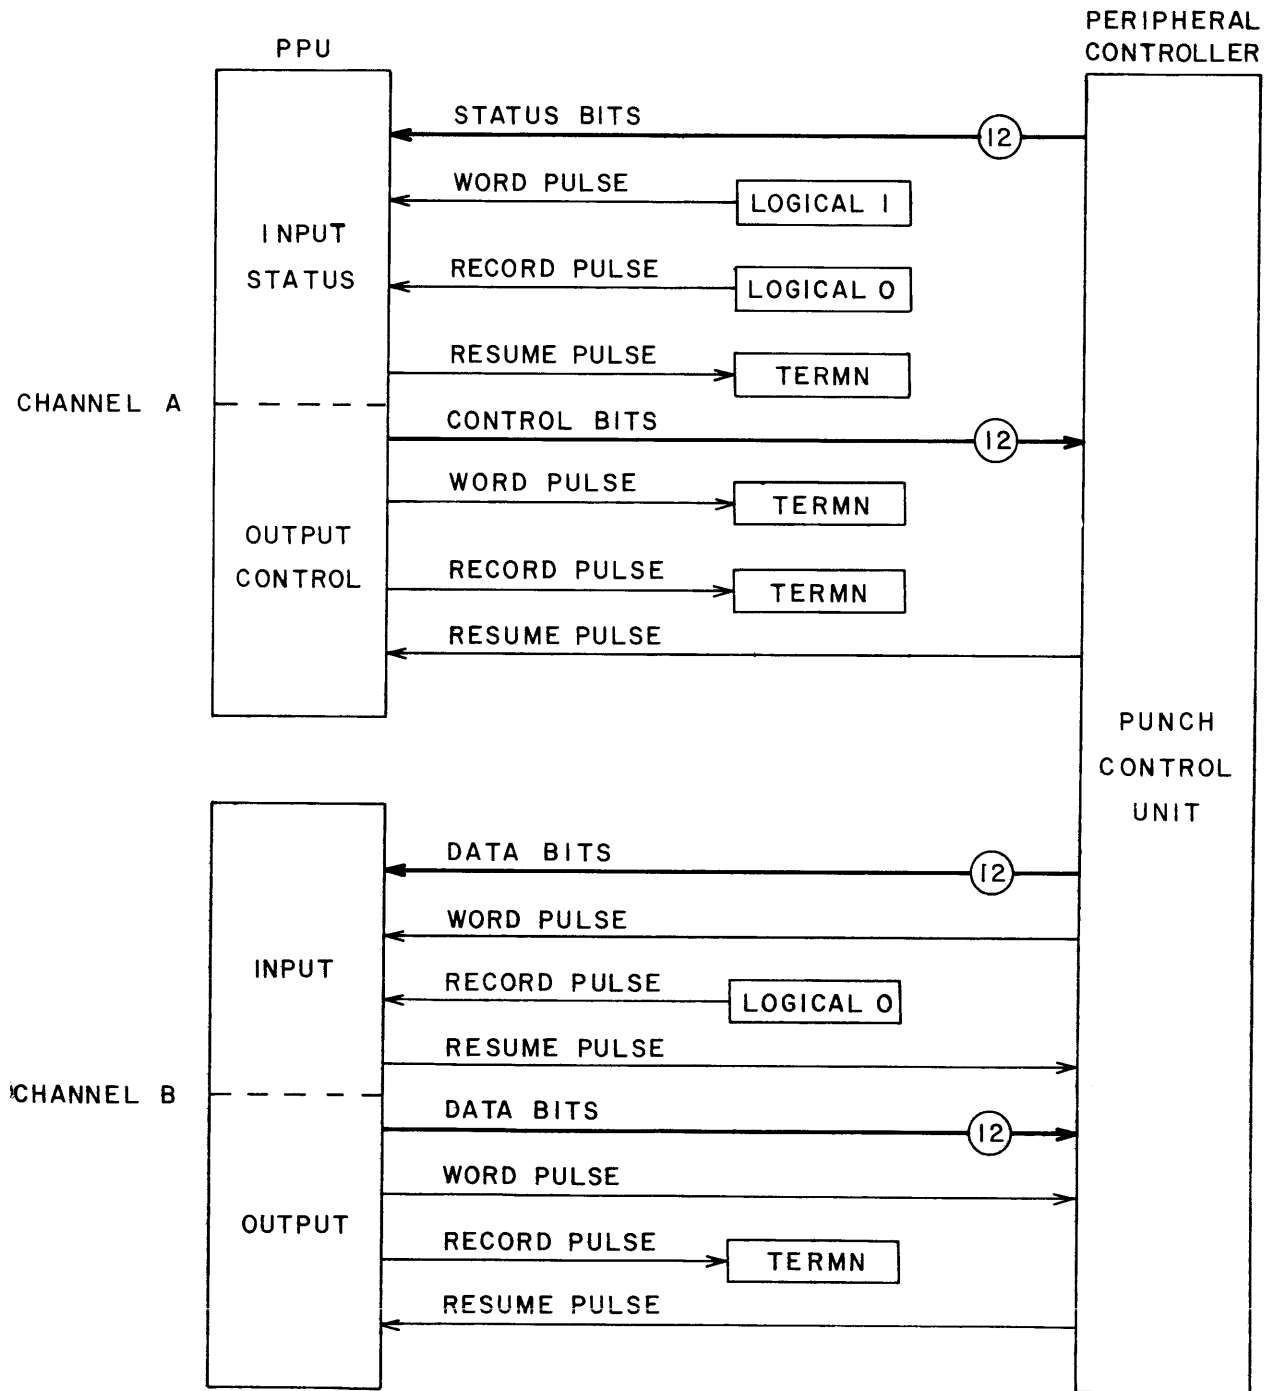 PERIPHERAL
CONTROLLER
PPU
STATUS BITS
12
WORD PULSE
LOGICAL 1
INPUT
STATUS
RECORD PULSE
LOGICAL 0
RESUME PULSE
TERMN
CHANNEL A
CONTROL BITS
12
WORD PULSE
TERMN
OUTPUT
CONTROL
RECORD PULSE
TERMN
RESUME PULSE
PUNCH
CONTROL
UNIT
DATA BITS
12
WORD PULSE
INPUT
RECORD PULSE
LOGICAL 0
RESUME PULSE
CHANNEL B
DATA BITS
12
WORD PULSE
OUTPUT
RECORD PULSE
TERMN
RESUME PULSE